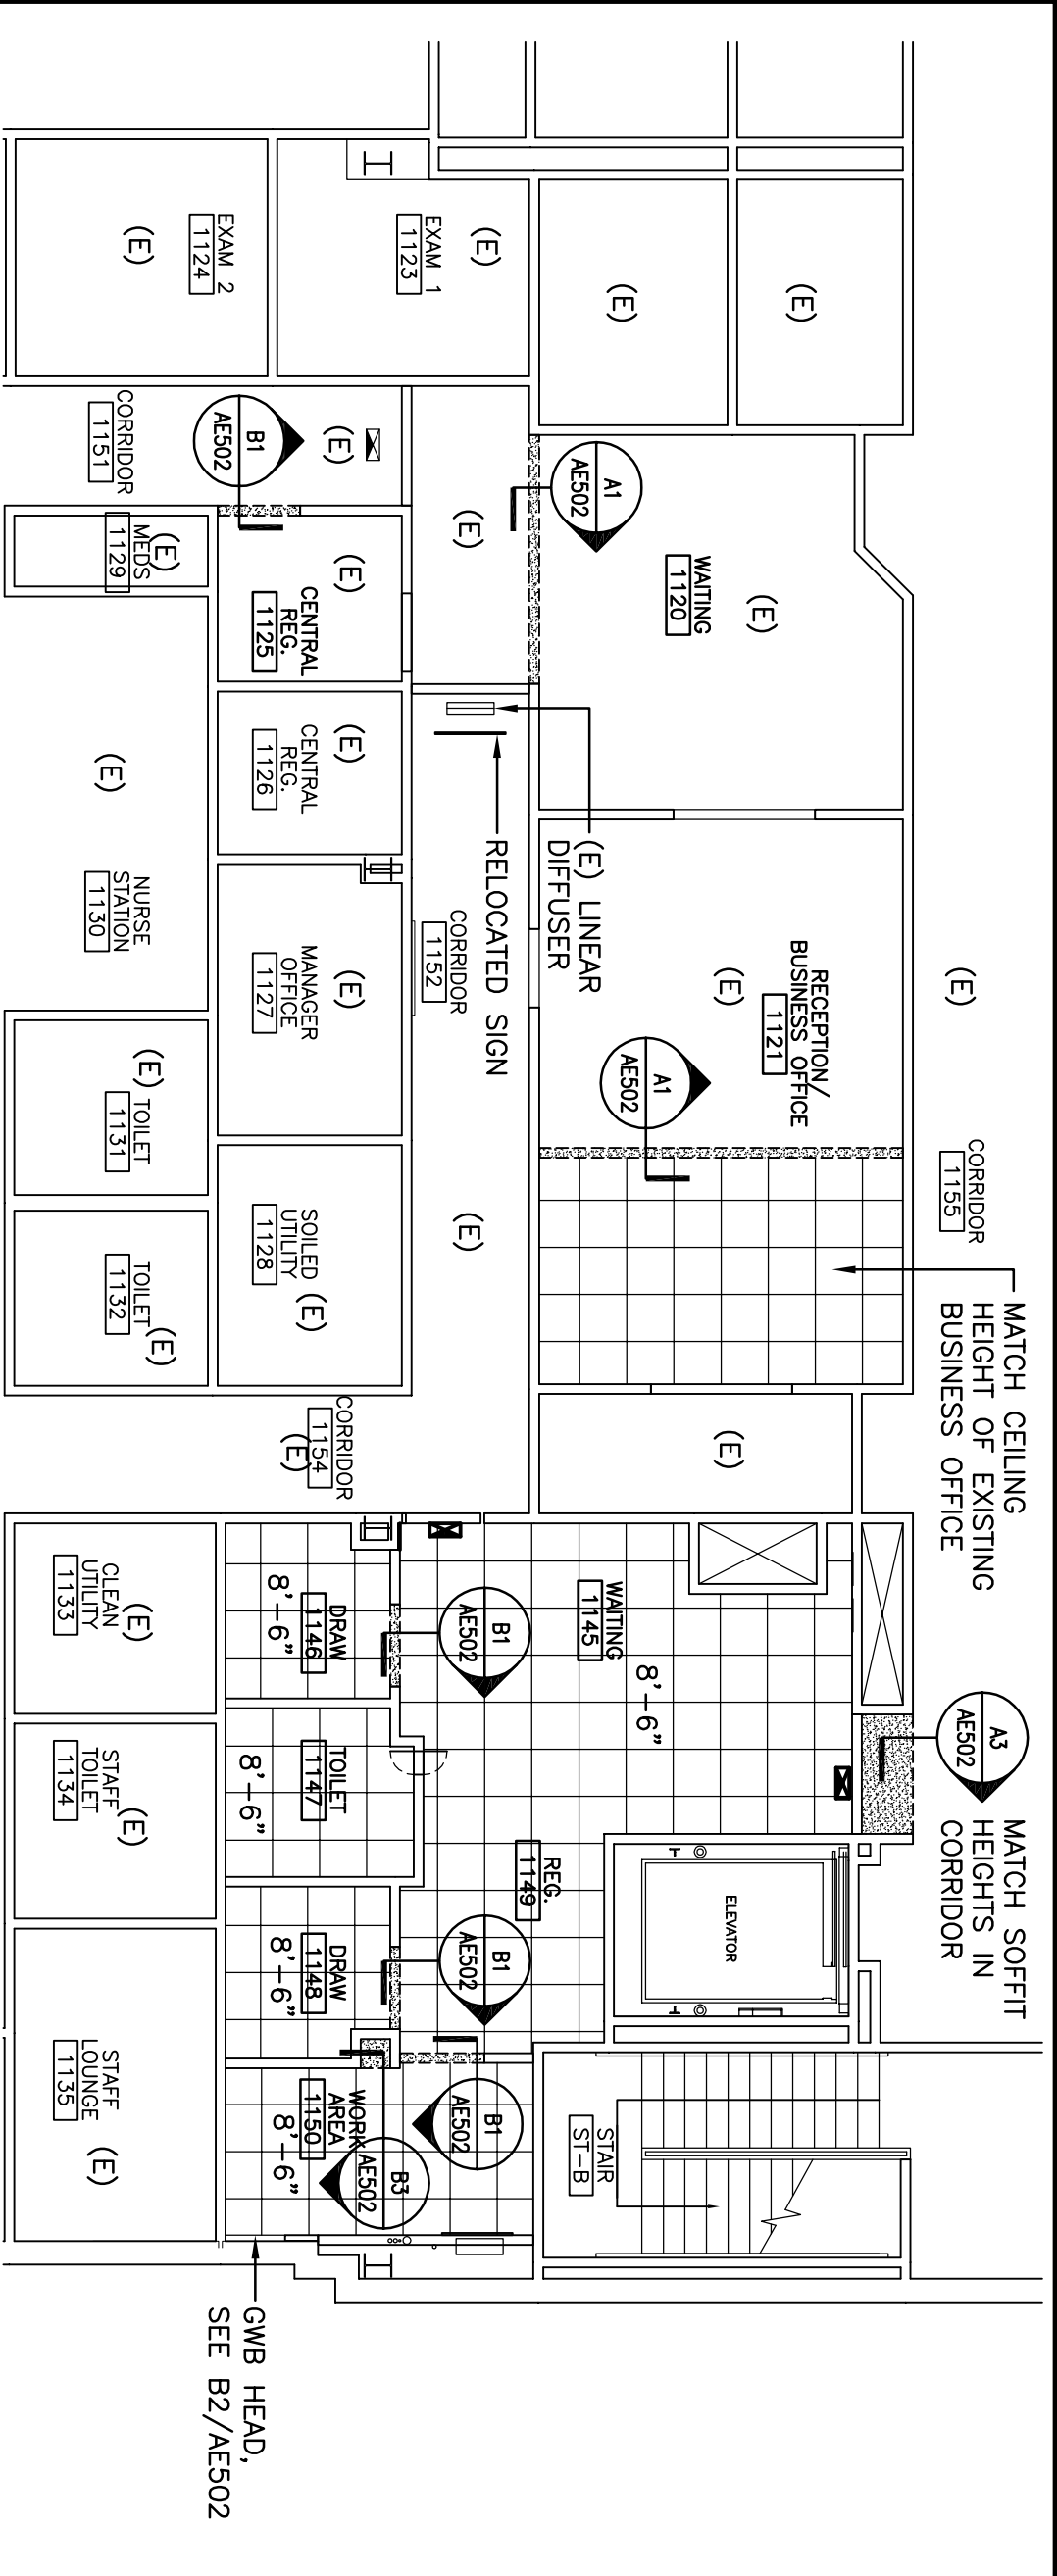 (E)
CORRIDOR
1155
MATCH CEILING
HEIGHT OF EXISTING
BUSINESS OFFICE
A3
AE502
MATCH SOFFIT
HEIGHTS IN
CORRIDOR
(E)
(E)
(E)
WAITING
1120
A1
AE502
RECEPTION/
BUSINESS OFFICE
1121
(E)
A1
AE502
(E)
(E) LINEAR
DIFFUSER
RELOCATED SIGN
WAITING
1145
8'-6"
ELEVATOR
REG.
1149
STAIR
ST-B
(E)
EXAM 1
1123
(E)
CORRIDOR
1152
(E)
B1
AE502
B1
AE502
B1
AE502
B3
AE502
EXAM 2
1124
(E)
(E)
B1
AE502
CORRIDOR
1151
(E)
CENTRAL
REG.
1125
(E)
CENTRAL
REG.
1126
(E)
MANAGER
OFFICE
1127
SOILED
UTILITY
1128
(E)
CORRIDOR
1154
(E)
DRAW
1146
8'-6"
TOILET
1147
8'-6"
DRAW
1148
8'-6"
WORK
AREA
1150
8'-6"
GWB HEAD,
SEE B2/AE502
(E)
MEDS
1129
(E)
NURSE
STATION
1130
(E)
TOILET
1131
TOILET
1132
(E)
(E)
CLEAN
UTILITY
1133
(E)
STAFF
TOILET
1134
STAFF
LOUNGE
1135
(E)